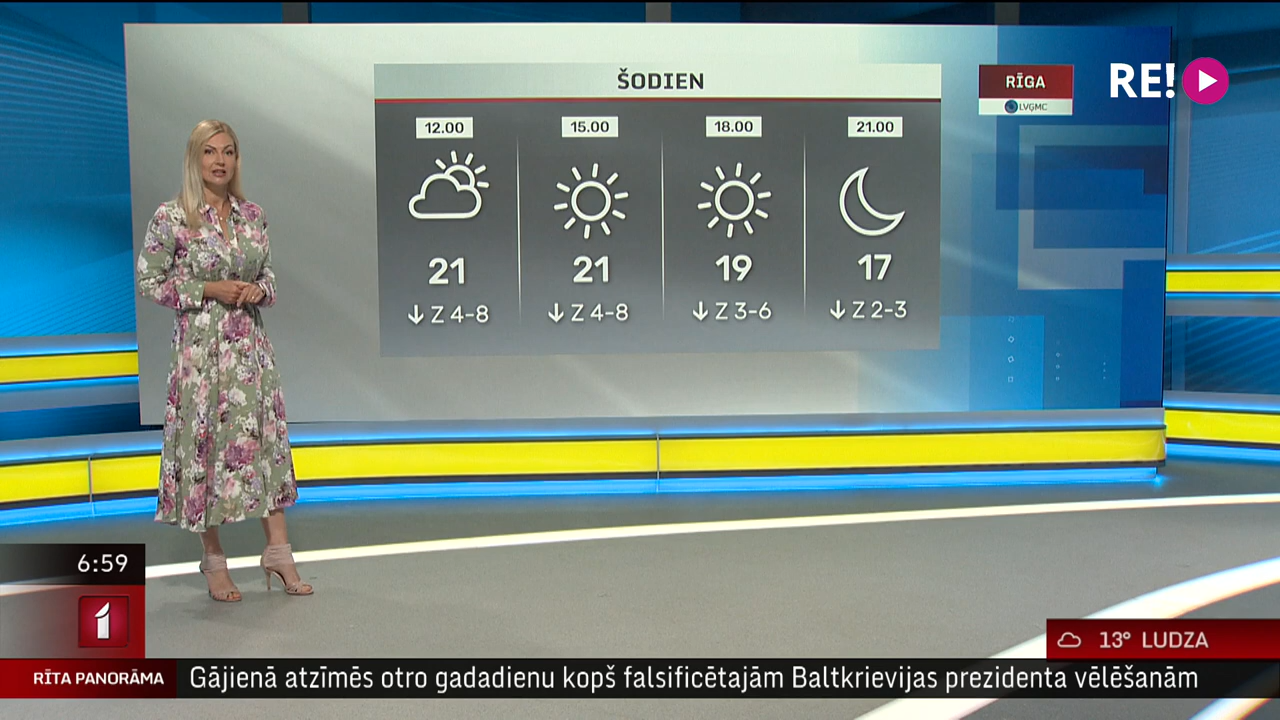 ŠODIEN
RĪGA
LVĢMC
RE!
12.00
15.00
18.00
21.00
21
21
19
17
Z 4-8
Z 4-8
Z 3-6
Z 2-3
6:59
1
13° LUDZA
RĪTA PANORĀMA
Gājienā atzīmēs otro gadadienu kopš falsificētajām Baltkrievijas prezidenta vēlēšanām